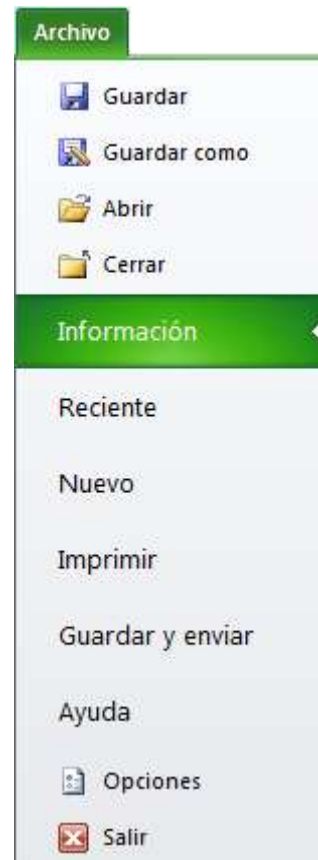 Archivo
Guardar
Guardar como
Abrir
Cerrar
Información
Reciente
Nuevo
Imprimir
Guardar y enviar
Ayuda
Opciones
Salir